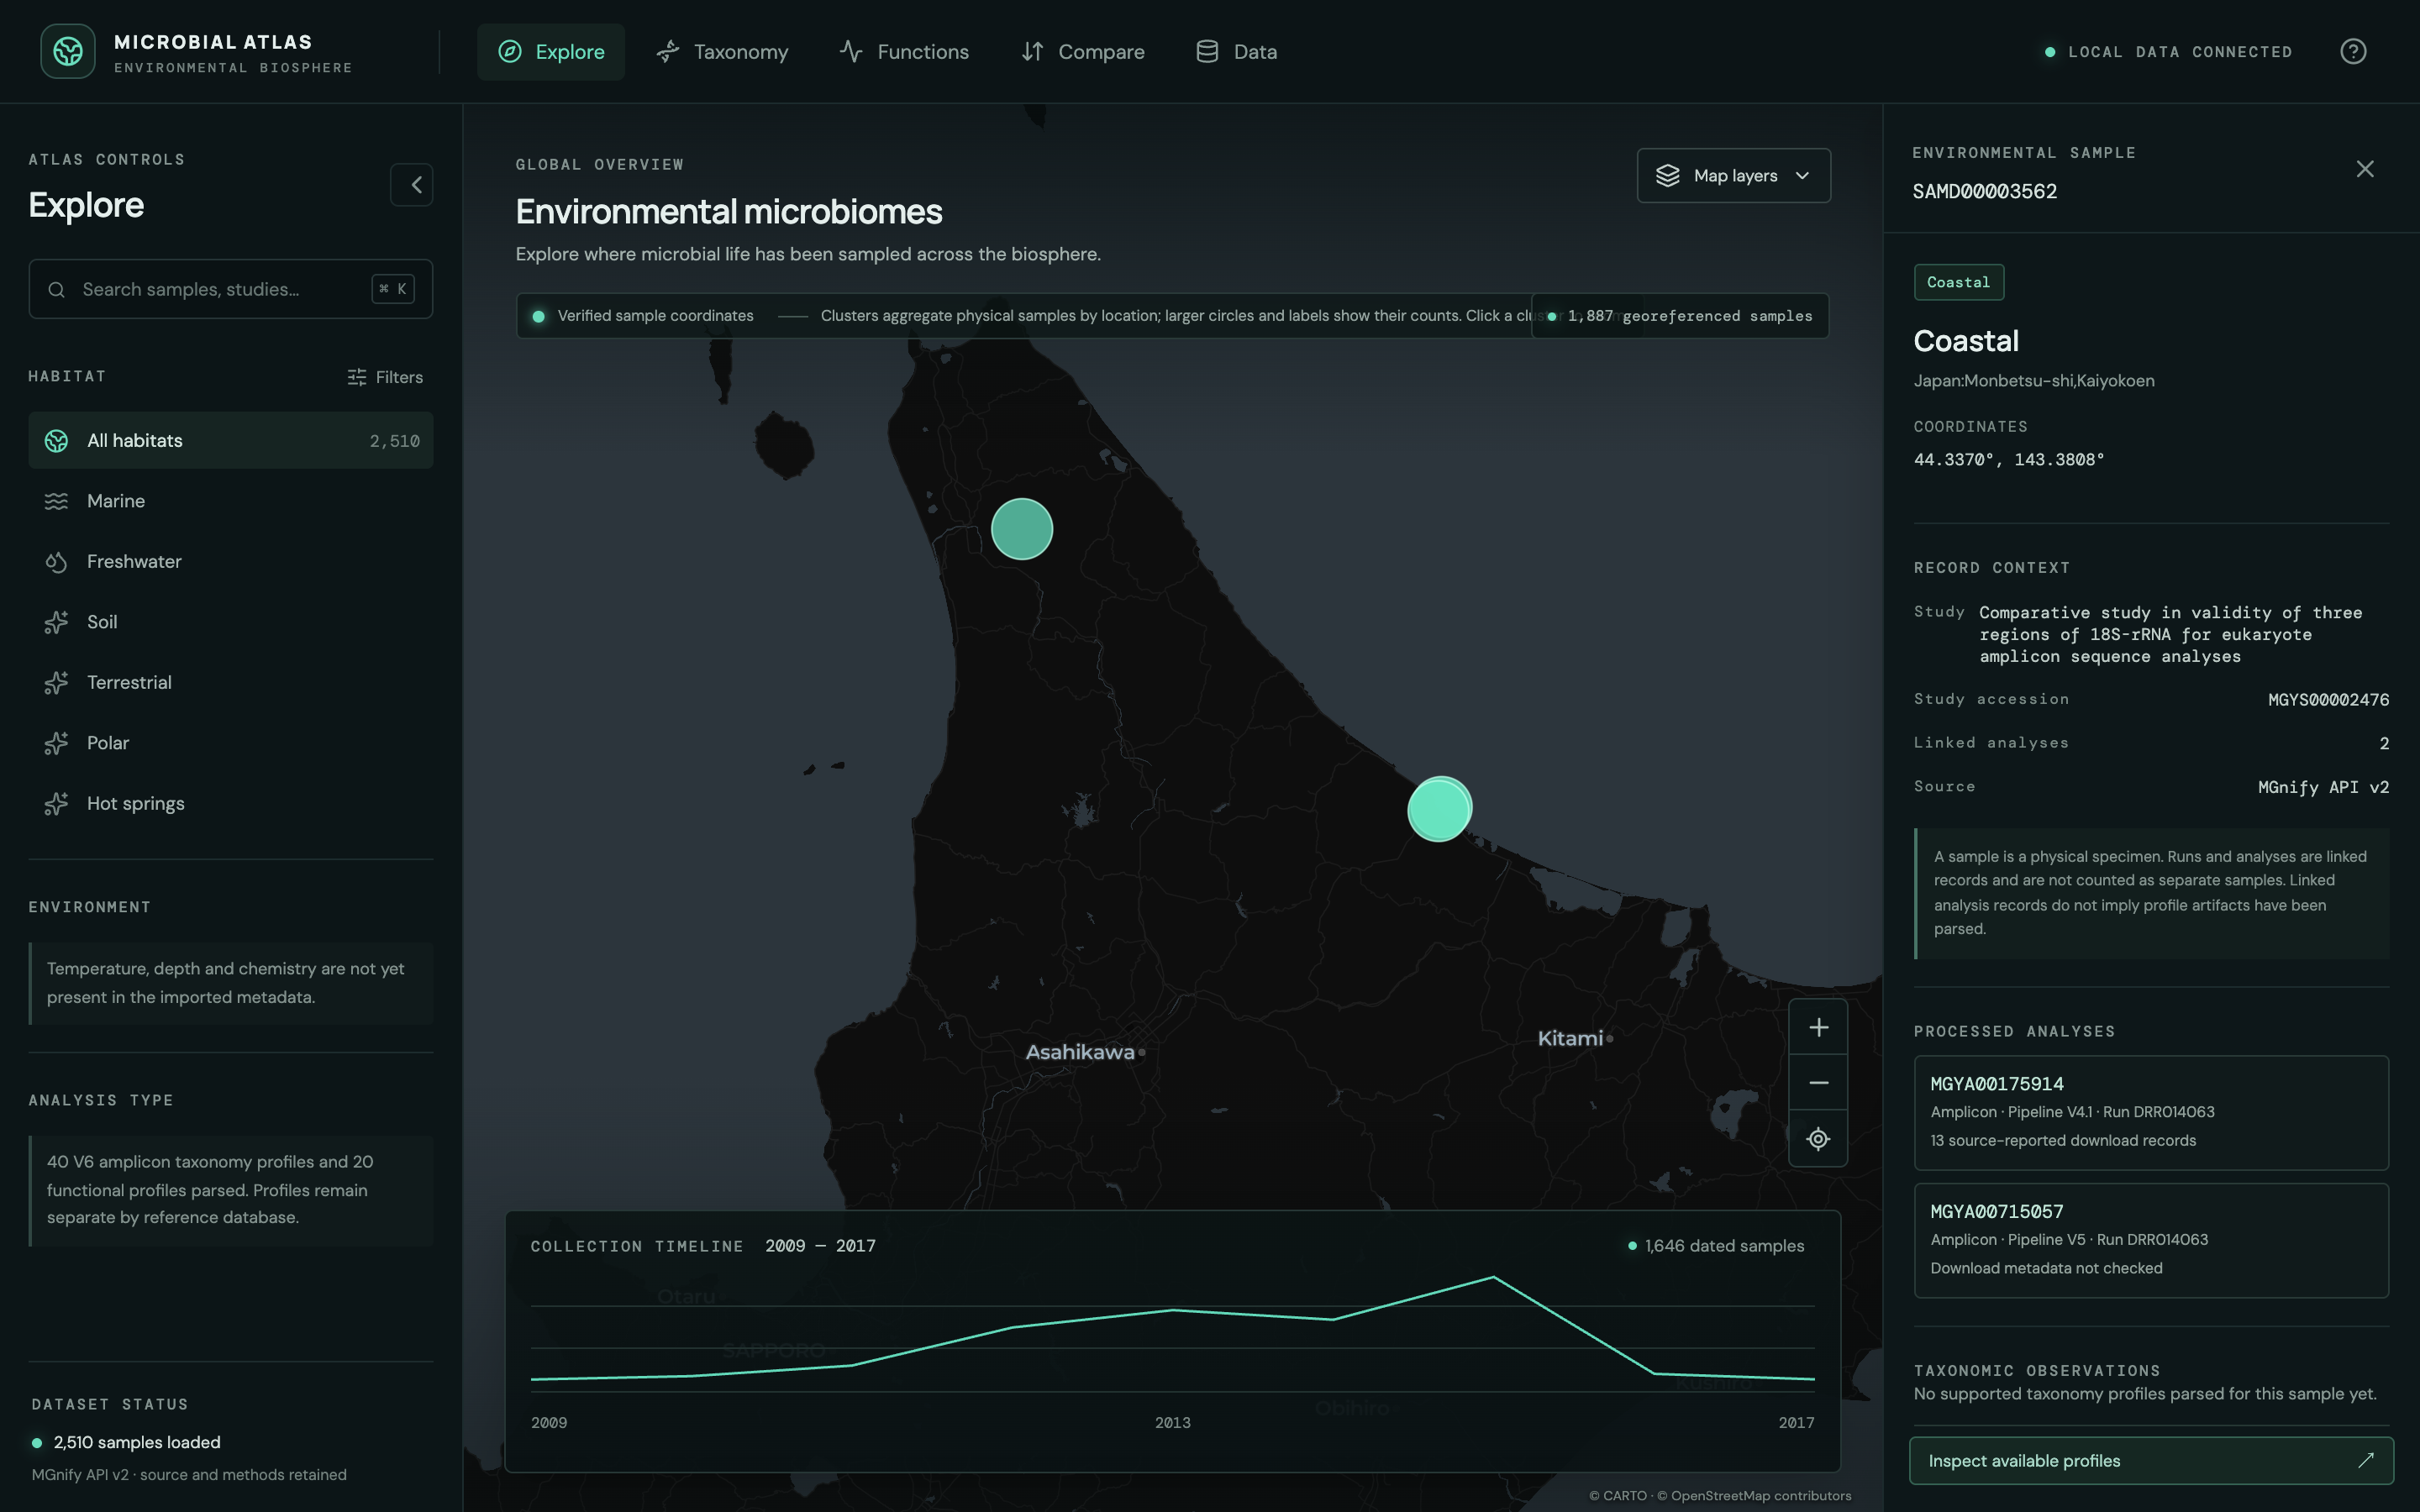 MICROBIAL ATLAS
ENVIRONMENTAL BIOSPHERE
Explore
Taxonomy
Functions
Compare
Data
LOCAL DATA CONNECTED
ATLAS CONTROLS
Explore
Search samples, studies...
⌘ K
HABITAT
Filters
All habitats 2,510
Marine
Freshwater
Soil
Terrestrial
Polar
Hot springs
ENVIRONMENT
Temperature, depth and chemistry are not yet
present in the imported metadata.
ANALYSIS TYPE
40 V6 amplicon taxonomy profiles and 20
functional profiles parsed. Profiles remain
separate by reference database.
DATASET STATUS
2,510 samples loaded
MGnify API v2 · source and methods retained
GLOBAL OVERVIEW
Environmental microbiomes
Explore where microbial life has been sampled across the biosphere.
Map layers
Verified sample coordinates
Clusters aggregate physical samples by location; larger circles and labels show their counts. Click a
1,887 georeferenced samples
Asahikawa
Kitami
COLLECTION TIMELINE 2009 — 2017
1,646 dated samples
Otaru
SAPPORO
Kushiro
Obihiro
2009
2013
2017
© CARTO · © OpenStreetMap contributors
ENVIRONMENTAL SAMPLE
SAMD00003562
Coastal
Coastal
Japan:Monbetsu-shi,Kaiyokoen
COORDINATES
44.3370°, 143.3808°
RECORD CONTEXT
Study Comparative study in validity of three
regions of 18S-rRNA for eukaryote
amplicon sequence analyses
Study accession MGYS00002476
Linked analyses 2
Source MGnify API v2
A sample is a physical specimen. Runs and analyses are linked
records and are not counted as separate samples. Linked
analysis records do not imply profile artifacts have been
parsed.
PROCESSED ANALYSES
MGYA00175914
Amplicon · Pipeline V4.1 · Run DRR014063
13 source-reported download records
MGYA00715057
Amplicon · Pipeline V5 · Run DRR014063
Download metadata not checked
TAXONOMIC OBSERVATIONS
No supported taxonomy profiles parsed for this sample yet.
Inspect available profiles